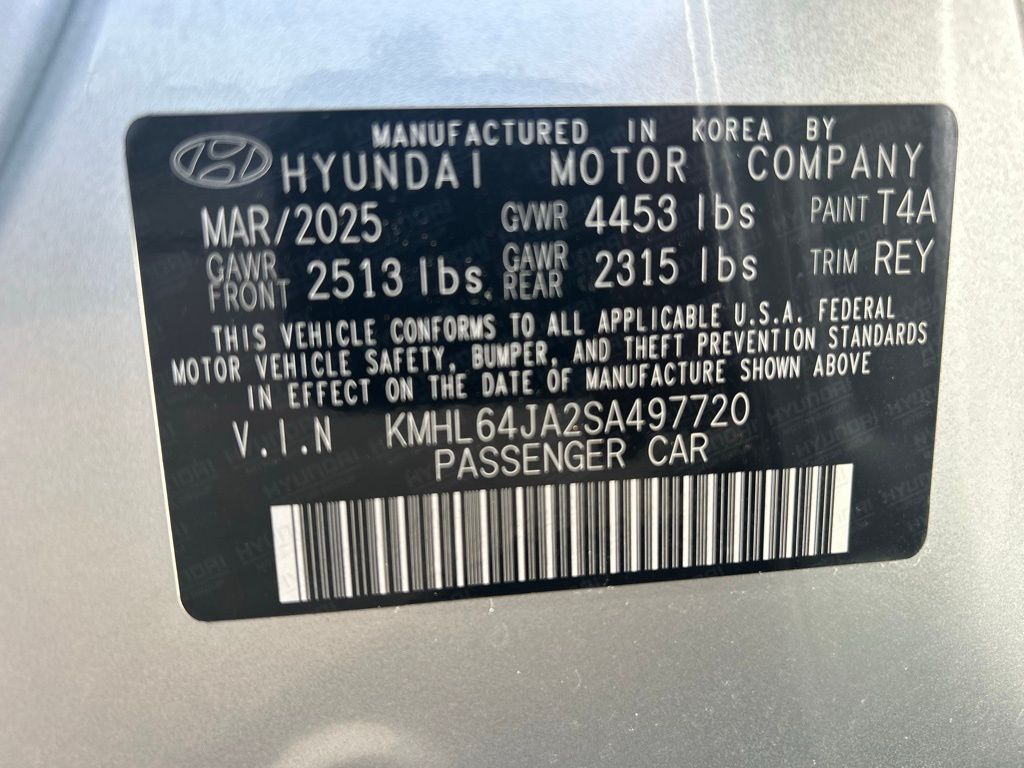 MANUFACTURED IN KOREA BY
HYUNDAI MOTOR COMPANY
MAR/2025 GVWR 4453 lbs PAINT T4A
GAWR FRONT 2513 lbs GAWR REAR 2315 lbs TRIM REY
THIS VEHICLE CONFORMS TO ALL APPLICABLE U.S.A. FEDERAL
MOTOR VEHICLE SAFETY, BUMPER, AND THEFT PREVENTION STANDARDS
IN EFFECT ON THE DATE OF MANUFACTURE SHOWN ABOVE
V.I.N KMHL64JA2SA497720
PASSENGER CAR